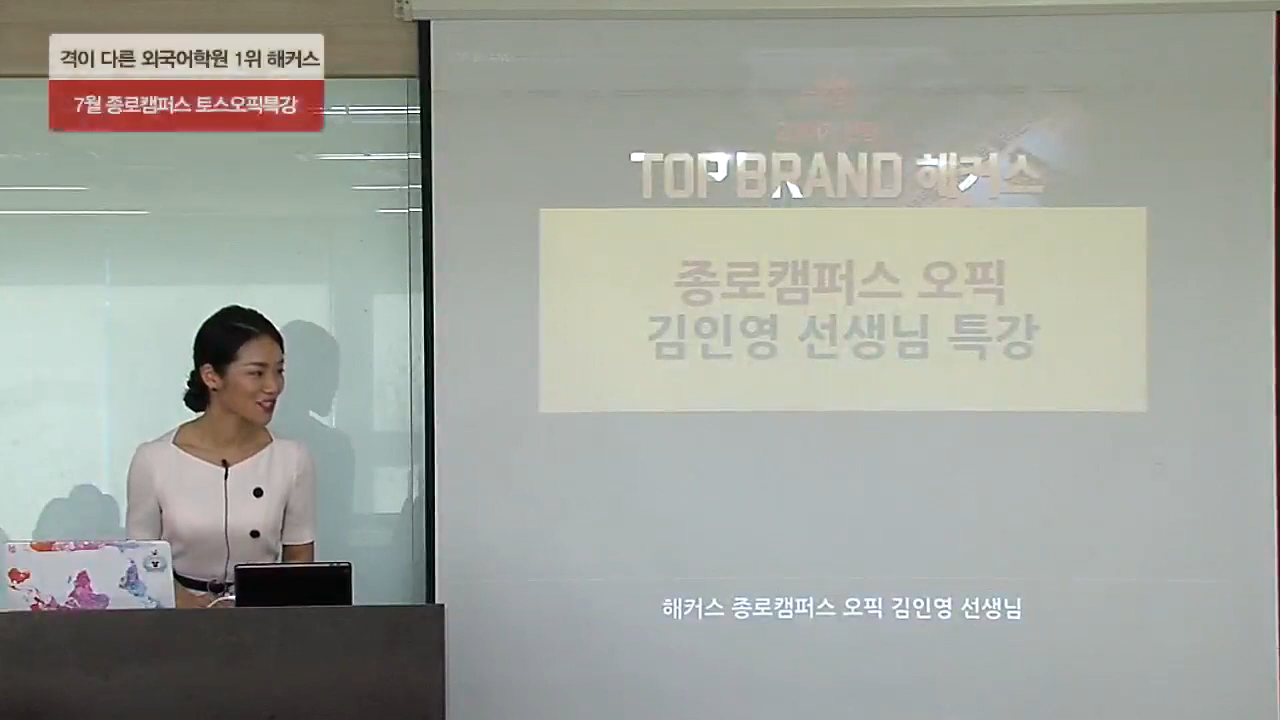 격이 다른 외국어학원 1위 해커스
7월 종로캠퍼스 토스오픽특강
TOP BRAND 해커스
종로캠퍼스 오픽
김인영 선생님 특강
해커스 종로캠퍼스 오픽 김인영 선생님